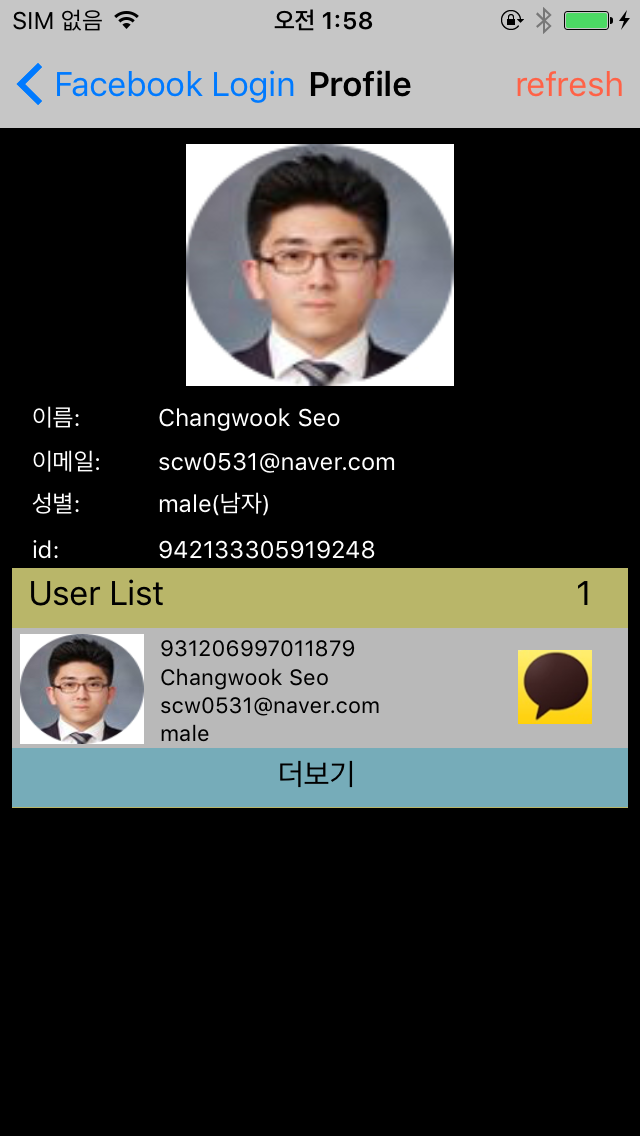 SIM 없음 오전 1:58
Facebook Login Profile refresh
이름: Changwook Seo
이메일: scw0531@naver.com
성별: male(남자)
id: 942133305919248
User List 1
931206997011879
Changwook Seo
scw0531@naver.com
male
더보기